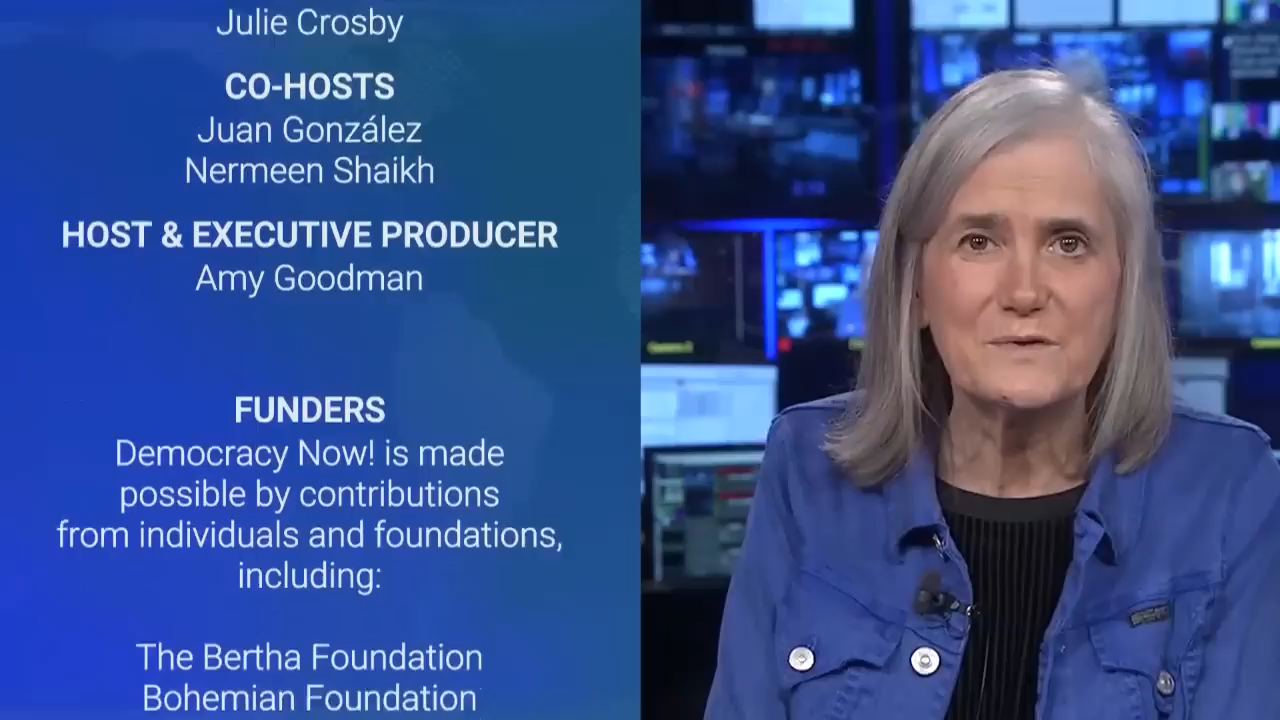 Julie Crosby
CO-HOSTS
Juan González
Nermeen Shaikh
HOST & EXECUTIVE PRODUCER
Amy Goodman
FUNDERS
Democracy Now! is made
possible by contributions
from individuals and foundations,
including:
The Bertha Foundation
Bohemian Foundation